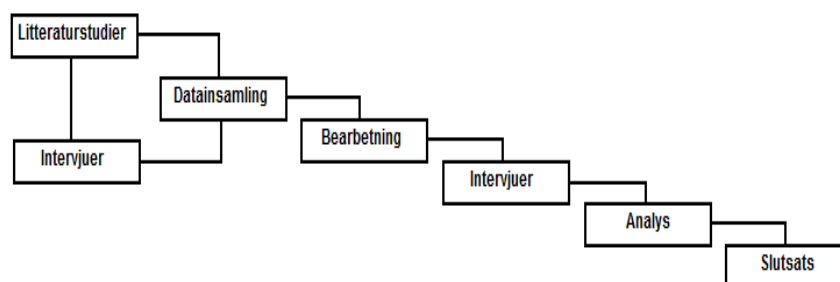 Litteraturstudier
Datainsamling
Bearbetning
Intervjuer
Intervjuer
Analys
Slutsats